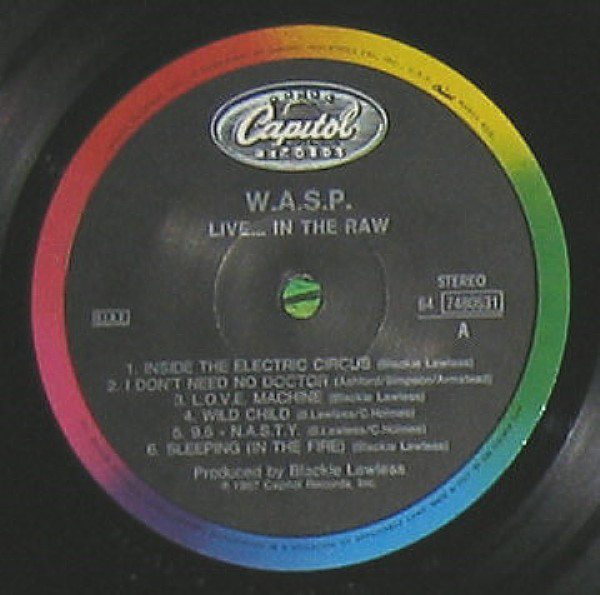 Capitol
RECORDS
W.A.S.P.
LIVE... IN THE RAW
STEREO
64 7480531
A
1. INSIDE THE ELECTRIC CIRCUS (Blackie Lawless)
2. I DON'T NEED NO DOCTOR (Ashford/Simpson/Armstead)
3. L.O.V.E. MACHINE (Blackie Lawless)
4. WILD CHILD (B.Lawless/C.Holmes)
5. 9.5 - N.A.S.T.Y. (B.Lawless/C.Holmes)
6. SLEEPING (IN THE FIRE) (Blackie Lawless)
Produced by Blackie Lawless
℗ 1987 Capitol Records, Inc.